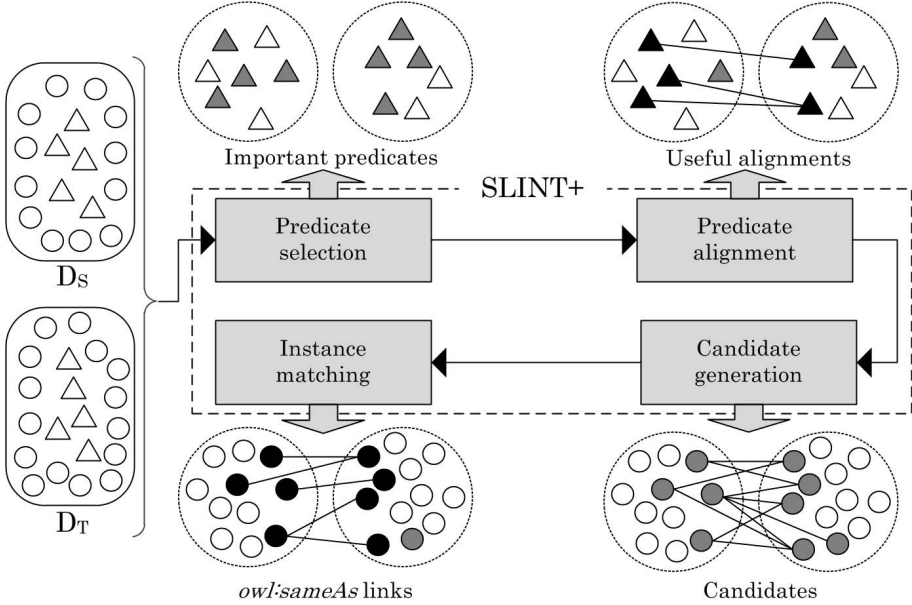 Important predicates
Useful alignments
SLINT+
Predicate
selection
Predicate
alignment
DS
Instance
matching
Candidate
generation
DT
owl:sameAs links
Candidates